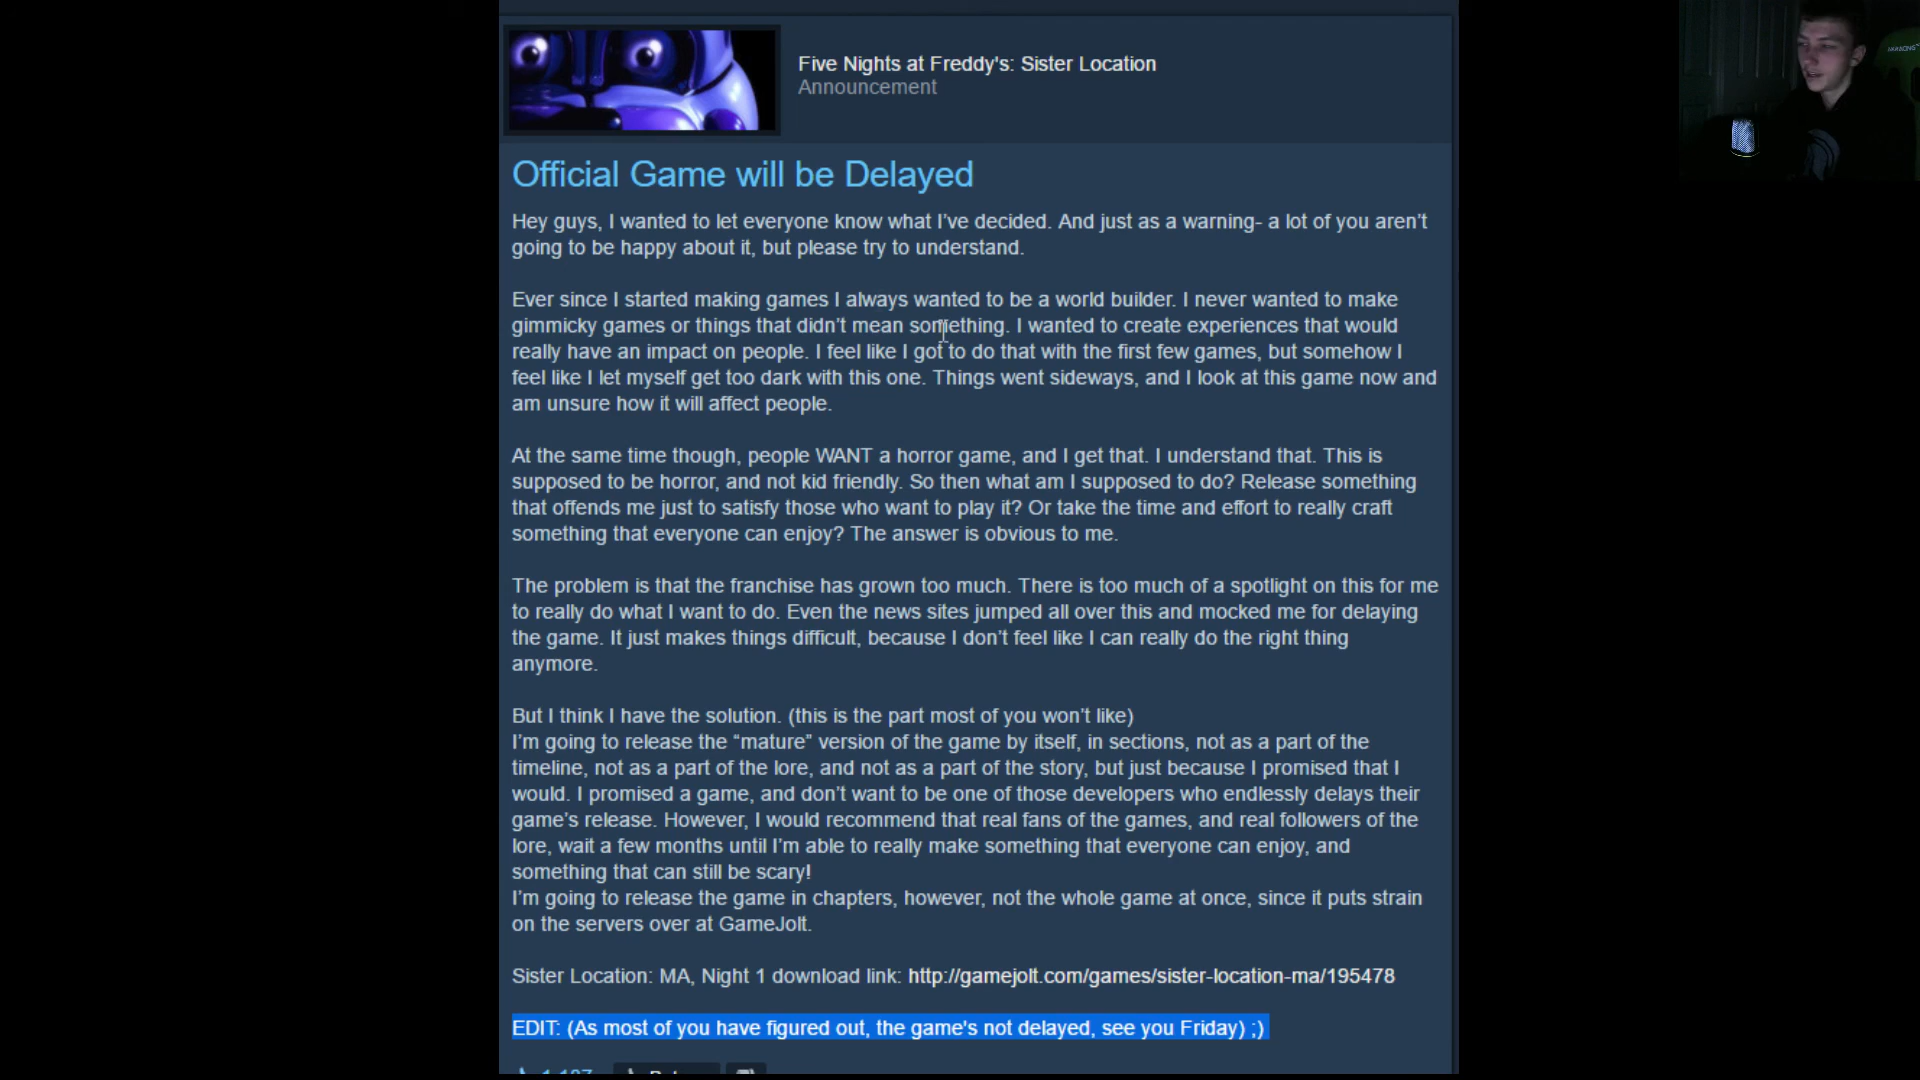 Five Nights at Freddy's: Sister Location
Announcement
Official Game will be Delayed
Hey guys, I wanted to let everyone know what I've decided. And just as a warning- a lot of you aren't
going to be happy about it, but please try to understand.
Ever since I started making games I always wanted to be a world builder. I never wanted to make
gimmicky games or things that didn't mean something. I wanted to create experiences that would
really have an impact on people. I feel like I got to do that with the first few games, but somehow I
feel like I let myself get too dark with this one. Things went sideways, and I look at this game now and
am unsure how it will affect people.
At the same time though, people WANT a horror game, and I get that. I understand that. This is
supposed to be horror, and not kid friendly. So then what am I supposed to do? Release something
that offends me just to satisfy those who want to play it? Or take the time and effort to really craft
something that everyone can enjoy? The answer is obvious to me.
The problem is that the franchise has grown too much. There is too much of a spotlight on this for me
to really do what I want to do. Even the news sites jumped all over this and mocked me for delaying
the game. It just makes things difficult, because I don't feel like I can really do the right thing
anymore.
But I think I have the solution. (this is the part most of you won't like)
I'm going to release the “mature” version of the game by itself, in sections, not as a part of the
timeline, not as a part of the lore, and not as a part of the story, but just because I promised that I
would. I promised a game, and don't want to be one of those developers who endlessly delays their
game's release. However, I would recommend that real fans of the games, and real followers of the
lore, wait a few months until I'm able to really make something that everyone can enjoy, and
something that can still be scary!
I'm going to release the game in chapters, however, not the whole game at once, since it puts strain
on the servers over at GameJolt.
Sister Location: MA, Night 1 download link: http://gamejolt.com/games/sister-location-ma/195478
EDIT: (As most of you have figured out, the game's not delayed, see you Friday) ;)